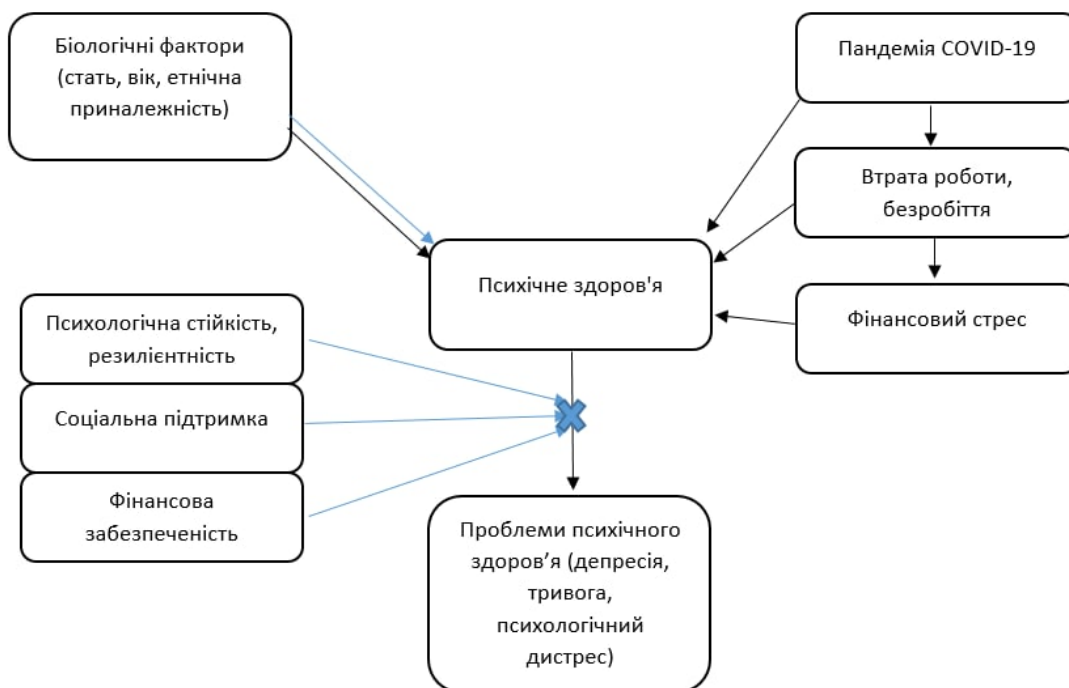 Біологічні фактори
(стать, вік, етнічна
приналежність)
Пандемія COVID-19
Втрата роботи,
безробіття
Психічне здоров'я
Фінансовий стрес
Психологічна стійкість,
резилієнтність
Соціальна підтримка
Фінансова
забезпеченість
Проблеми психічного
здоров’я (депресія,
тривога,
психологічний
дистрес)